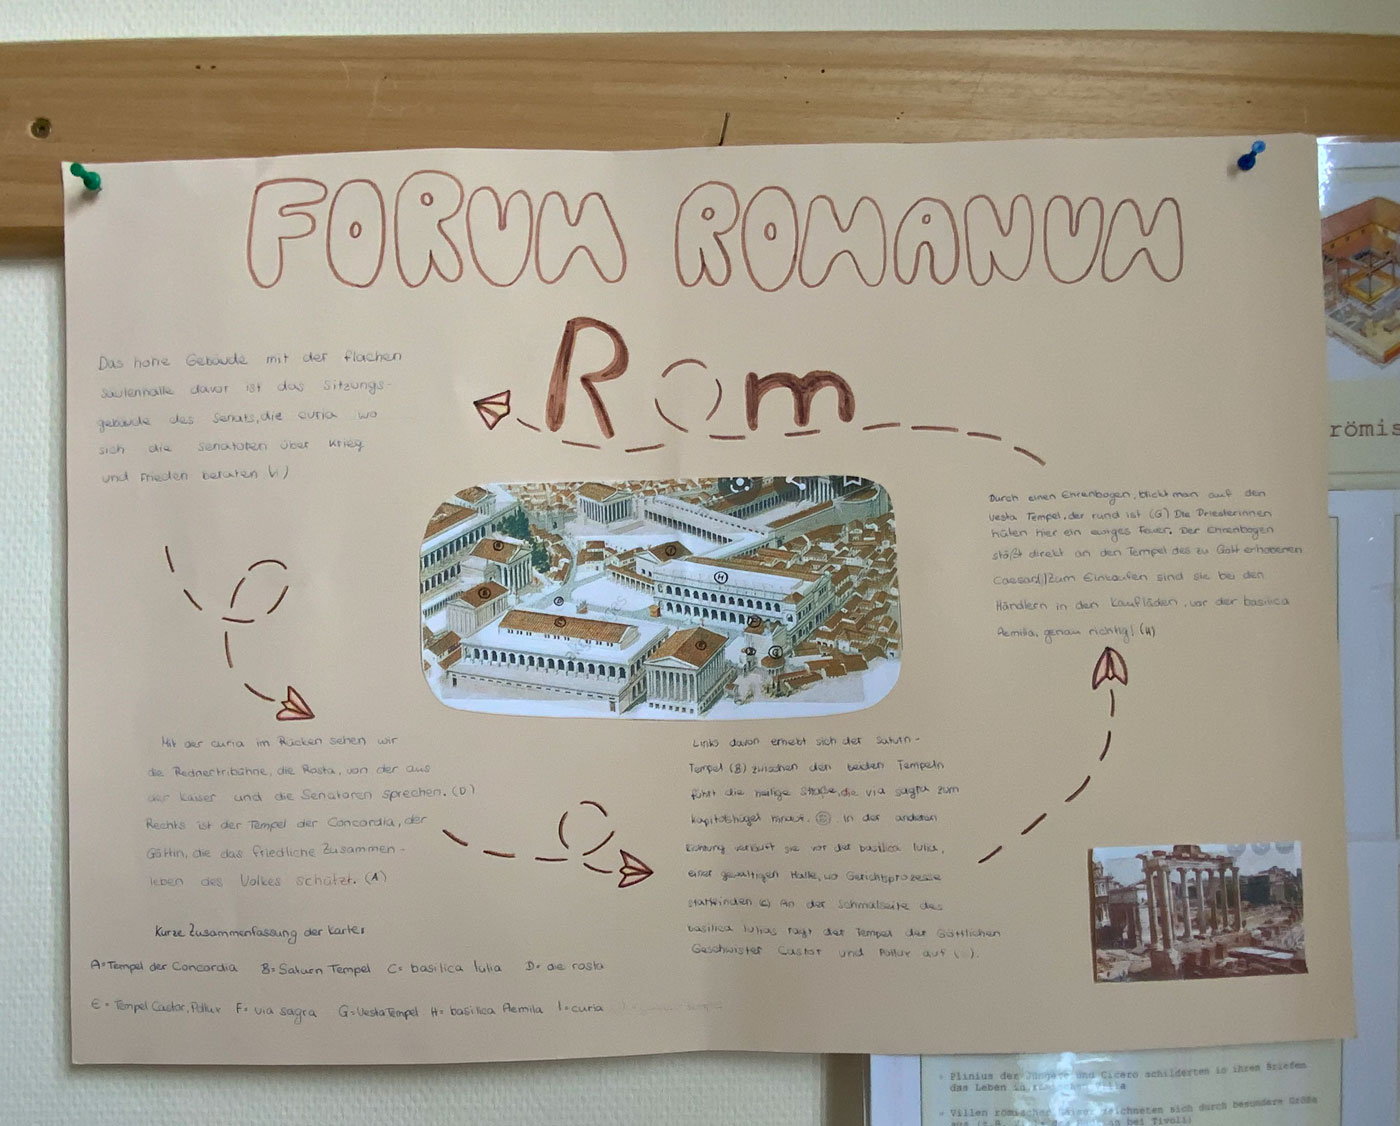 FORUM ROMANUM
Rom
Das hohe Gebäude mit der flachen
säulenhalle davor ist das Sitzungs-
gebäude des Senats, die curia wo
sich die senatoren über Krieg
und Frieden beraten
Durch einen Ehrenbogen, blickt man auf den
Vesta Tempel, der rund ist (G) Die Priesterinnen
hüten hier ein ewiges Feuer. Der Ehrenbogen
stößt direkt an den Tempel des zu Gott erhobenen
Caesar Zum Einkaufen sind sie bei den
Händlern in den Kaufläden, vor der basilica
Aemilia, genau richtig! (H)
Mit der curia im Rücken sehen wir
die Rednertribühne, die Rosta, von der aus
der Kaiser und die Senatoren sprechen. (D)
Rechts ist der Tempel der Concordia, der
Göttin, die das friedliche Zusammen-
leben des Volkes schützt. (A)
Links davon erhebt sich der Saturn-
Tempel (B) zwischen den beiden Tempeln
führt die heilige Straße, die via sagra zum
kapitolshügel hinauf. In der anderen
Richtung verläuft sie vor der basilica Iulia,
einer gewaltigen Halle, wo Gerichtsprozesse
stattfinden (C) An der Schmalseite des
basilica Iulias ragt der Tempel der Göttlichen
Geschwister Castor und Pollux auf
Kurze Zusammenfassung der Karte:
A= Tempel der Concordia B= Saturn Tempel C= basilica Iulia D= die rosta
E= Tempel Castor, Pollux F= via sagra G= Vesta Tempel H= basilica Aemilia I= curia
römis
Plinius der Jüngere und Cicero schilderten in ihren Briefen
das Leben in
Villen römischer Kaiser zeichneten sich durch besondere Größe
aus in bei Tivoli)